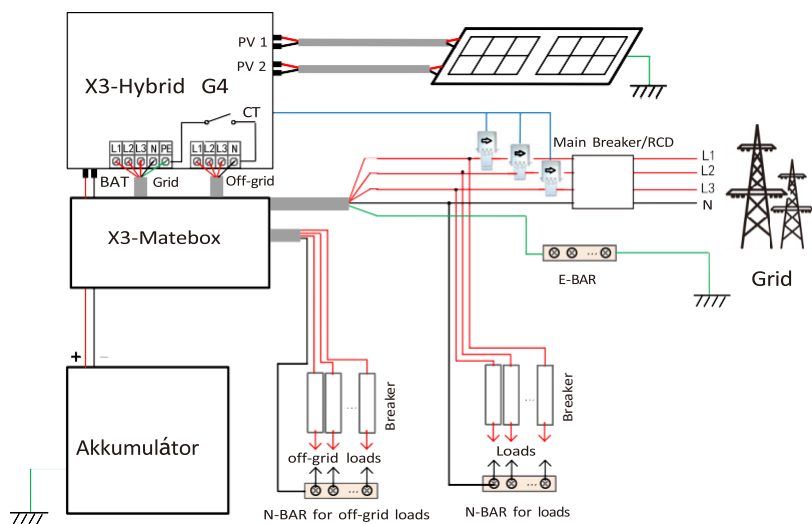 PV 1
PV 2
X3-Hybrid G4
CT
L1 L2 L3 N PE
L1 L2 L3 N
BAT
Grid
Off-grid
Main Breaker/RCD
L1
L2
L3
N
X3-Matebox
E-BAR
Grid
+
–
...
Breaker
...
Breaker
Akkumulátor
off-grid loads
Loads
...
...
N-BAR for off-grid loads
N-BAR for loads
...